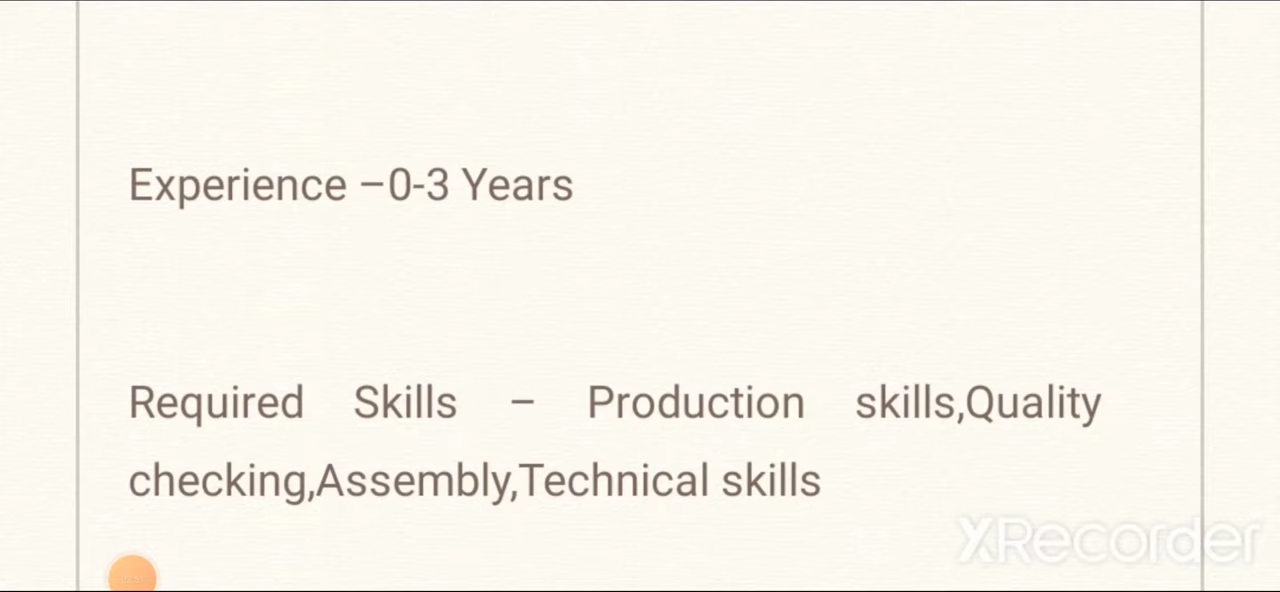 Experience –0-3 Years
Required Skills – Production skills,Quality
checking,Assembly,Technical skills
XRecorder